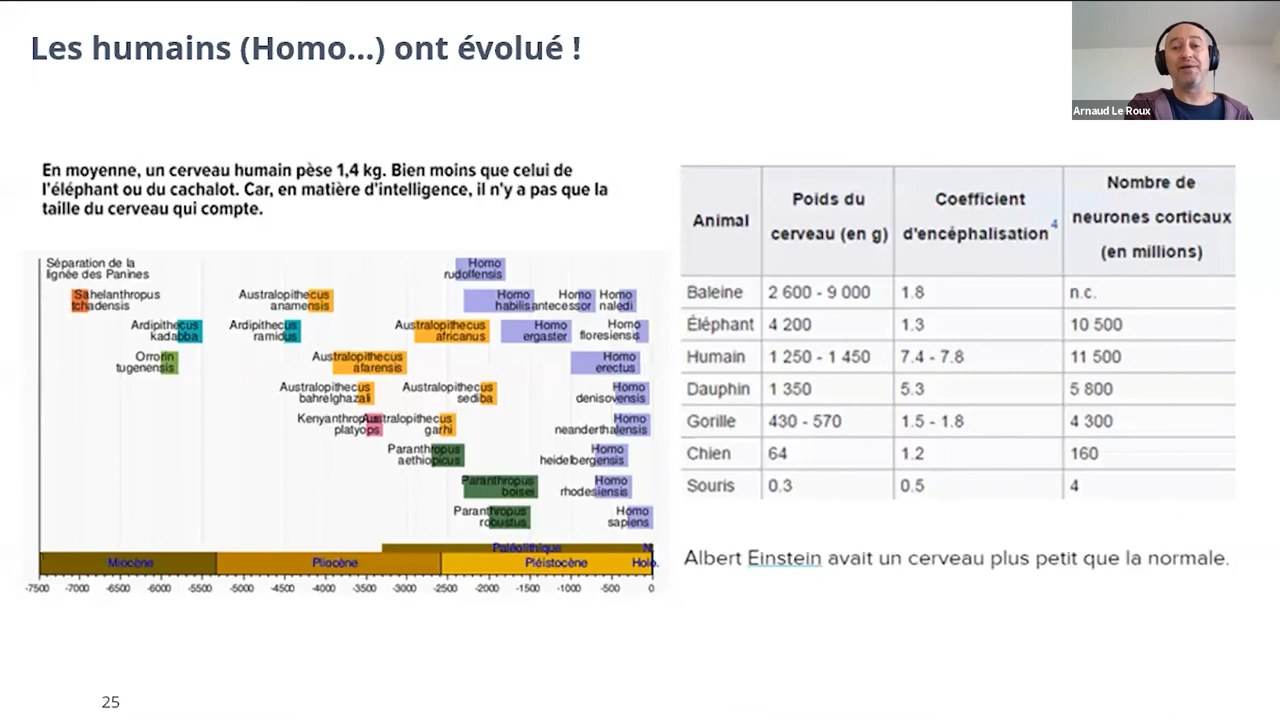 Les humains (Homo...) ont évolué !
Arnaud Le Roux
En moyenne, un cerveau humain pèse 1,4 kg. Bien moins que celui de
l'éléphant ou du cachalot. Car, en matière d'intelligence, il n'y a pas que la
taille du cerveau qui compte.
Séparation de la
lignée des Panines
Homo
rudolfensis
Sahelanthropus
tchadensis
Australopithecus
anamensis
Homo
habilis
Homo
antecessor
Homo
naledi
Ardipithecus
kadabba
Ardipithecus
ramidus
Australopithecus
africanus
Homo
ergaster
Homo
floresiensis
Orrorin
tugenensis
Australopithecus
afarensis
Homo
erectus
Australopithecus
bahrelghazali
Australopithecus
sediba
Homo
denisovensis
Kenyanthropus
platyops
Australopithecus
garhi
Homo
neanderthalensis
Paranthropus
aethiopicus
Homo
heidelbergensis
Paranthropus
boisei
Homo
rhodesiensis
Paranthropus
robustus
Homo
sapiens
Paléolithique N.
Miocène Pliocène Pléistocène Holo.
-7500 -7000 -6500 -6000 -5500 -5000 -4500 -4000 -3500 -3000 -2500 -2000 -1500 -1000 -500 0
Animal Poids du cerveau (en g) Coefficient d'encéphalisation 4 Nombre de neurones corticaux (en millions)
Baleine 2 600 - 9 000 1.8 n.c.
Éléphant 4 200 1.3 10 500
Humain 1 250 - 1 450 7.4 - 7.8 11 500
Dauphin 1 350 5.3 5 800
Gorille 430 - 570 1.5 - 1.8 4 300
Chien 64 1.2 160
Souris 0.3 0.5 4
Albert Einstein avait un cerveau plus petit que la normale.
25